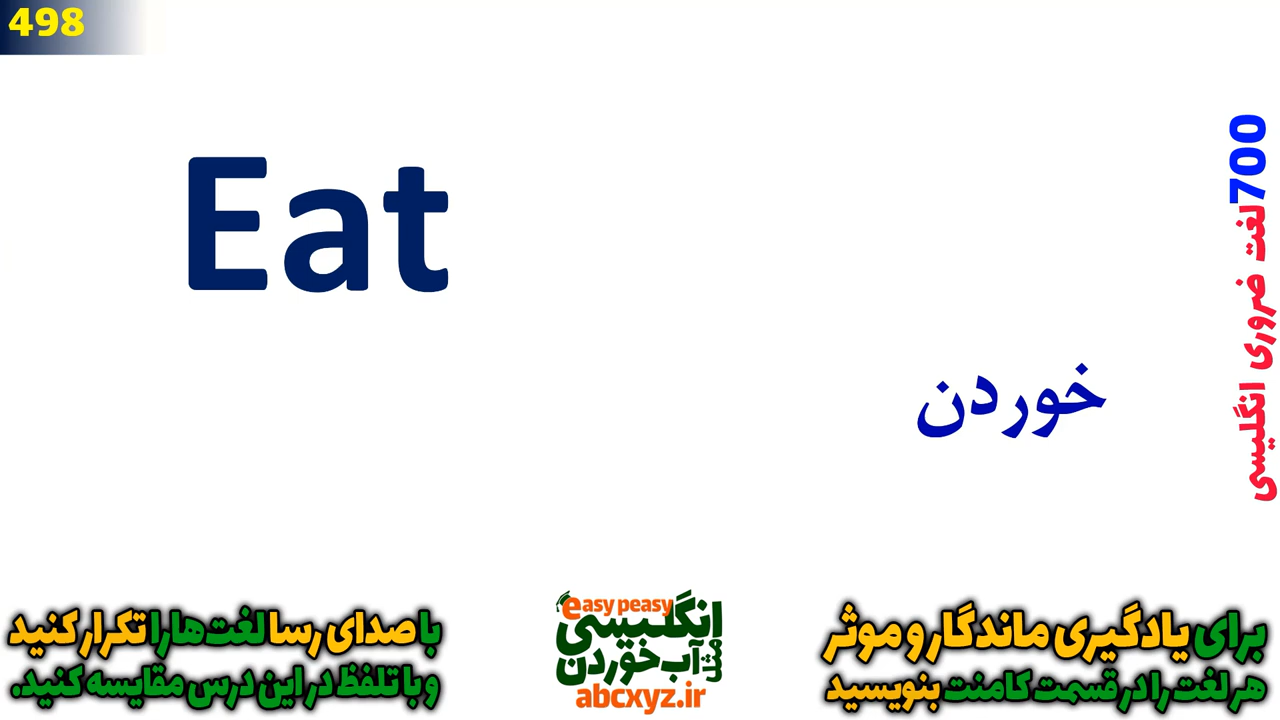 498
Eat
خوردن
700 لغت ضروری انگلیسی
با صدای رسا لغت‌ها را تکرار کنید
و با تلفظ در این درس مقایسه کنید.
easy peasy
انگلیسی
مثل آب خوردن
abcxyz.ir
برای یادگیری ماندگار و موثر
هر لغت را در قسمت کامنت بنویسید